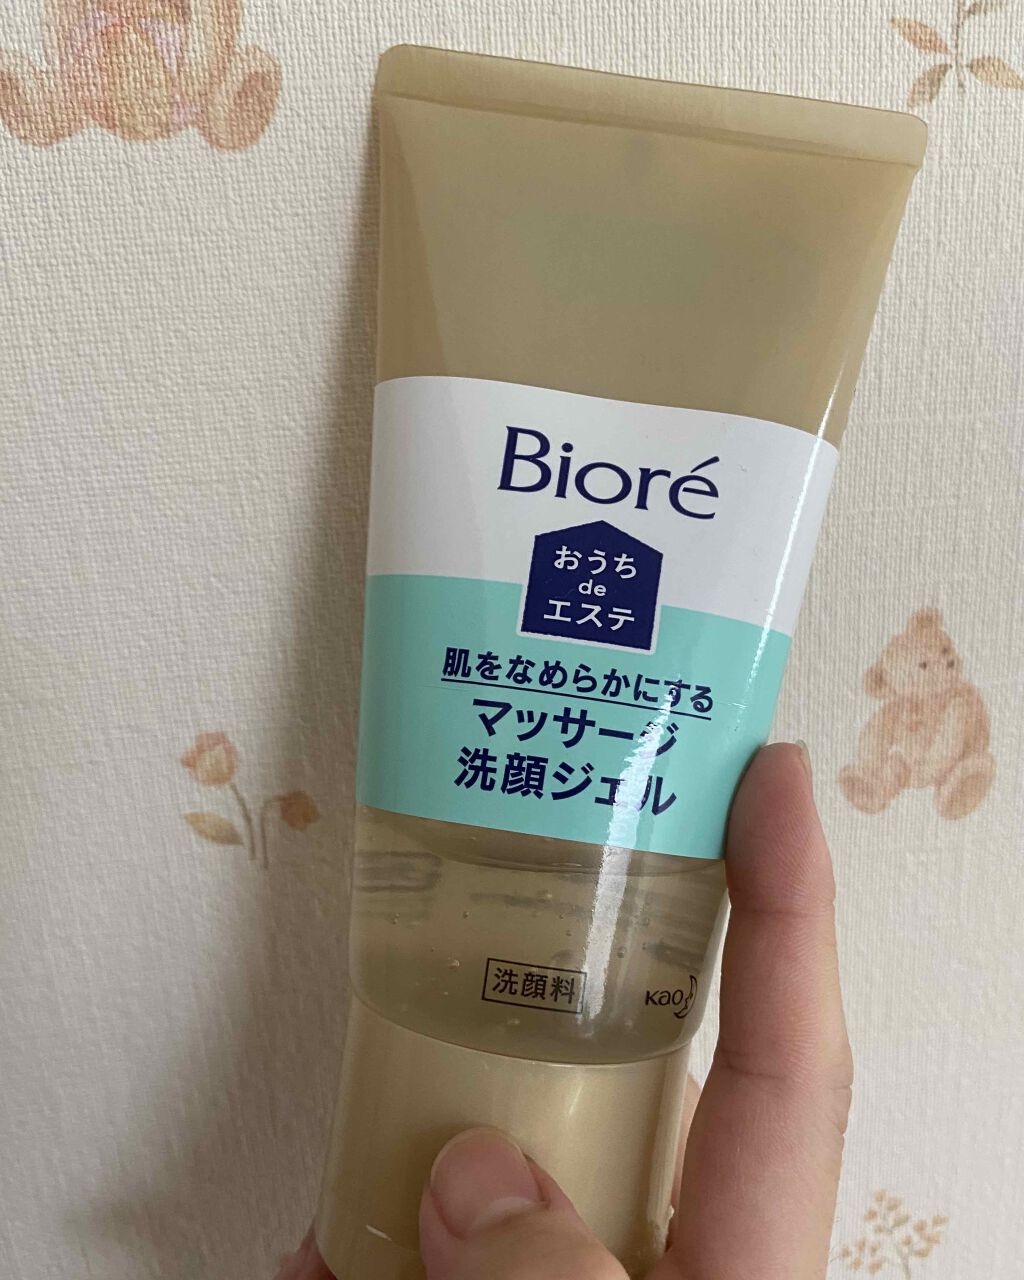 Bioré
おうち
de
エステ
肌をなめらかにする
マッサージ
洗顔ジェル
洗顔料
Kao